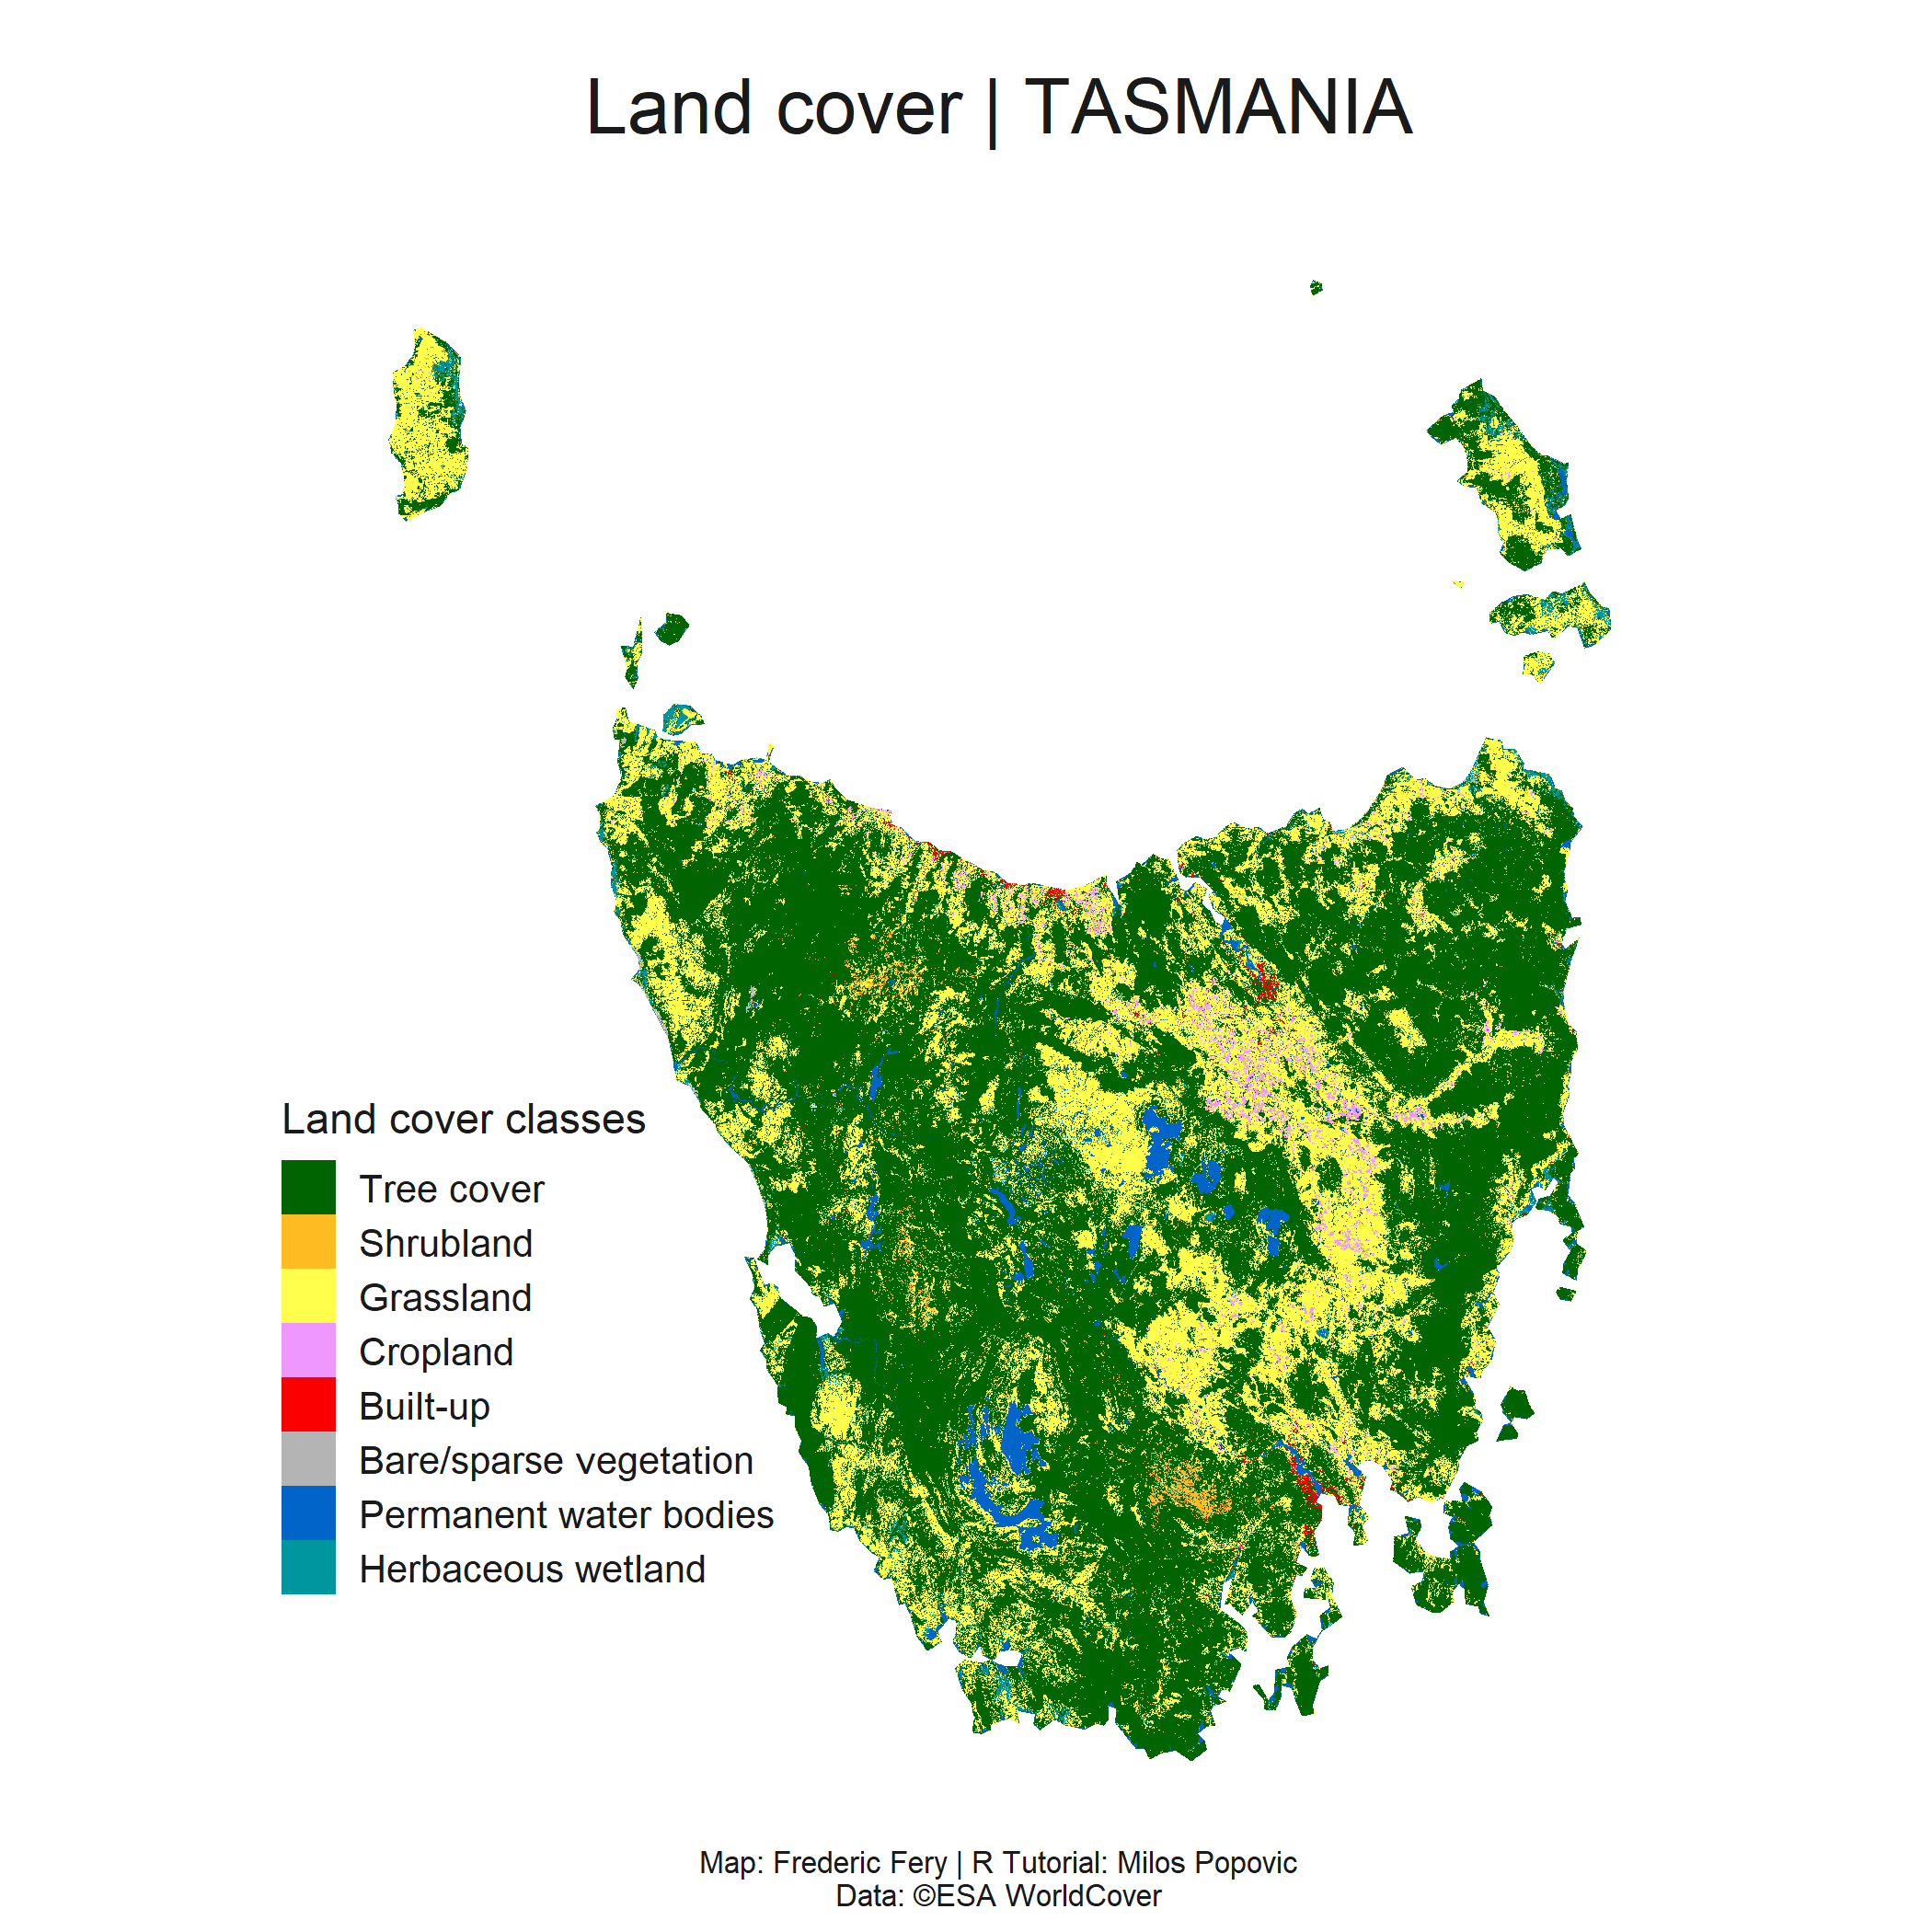 Land cover | TASMANIA
Land cover classes
Tree cover
Shrubland
Grassland
Cropland
Built-up
Bare/sparse vegetation
Permanent water bodies
Herbaceous wetland
Map: Frederic Fery | R Tutorial: Milos Popovic
Data: ©ESA WorldCover